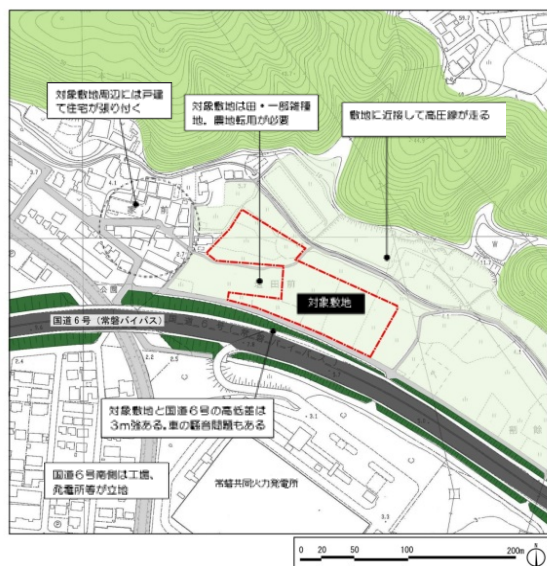 対象敷地周辺には戸建
て住宅が張り付く
対象敷地は田・一部雑種
地。農地転用が必要
敷地に近接して高圧線が走る
対象敷地
公園
国道6号（常磐バイパス）
対象敷地と国道6号の高低差は
3m強ある。車の騒音問題もある
国道6号南側は工場、
発電所等が立地
常磐共同火力発電所
0 20 50 100 200m